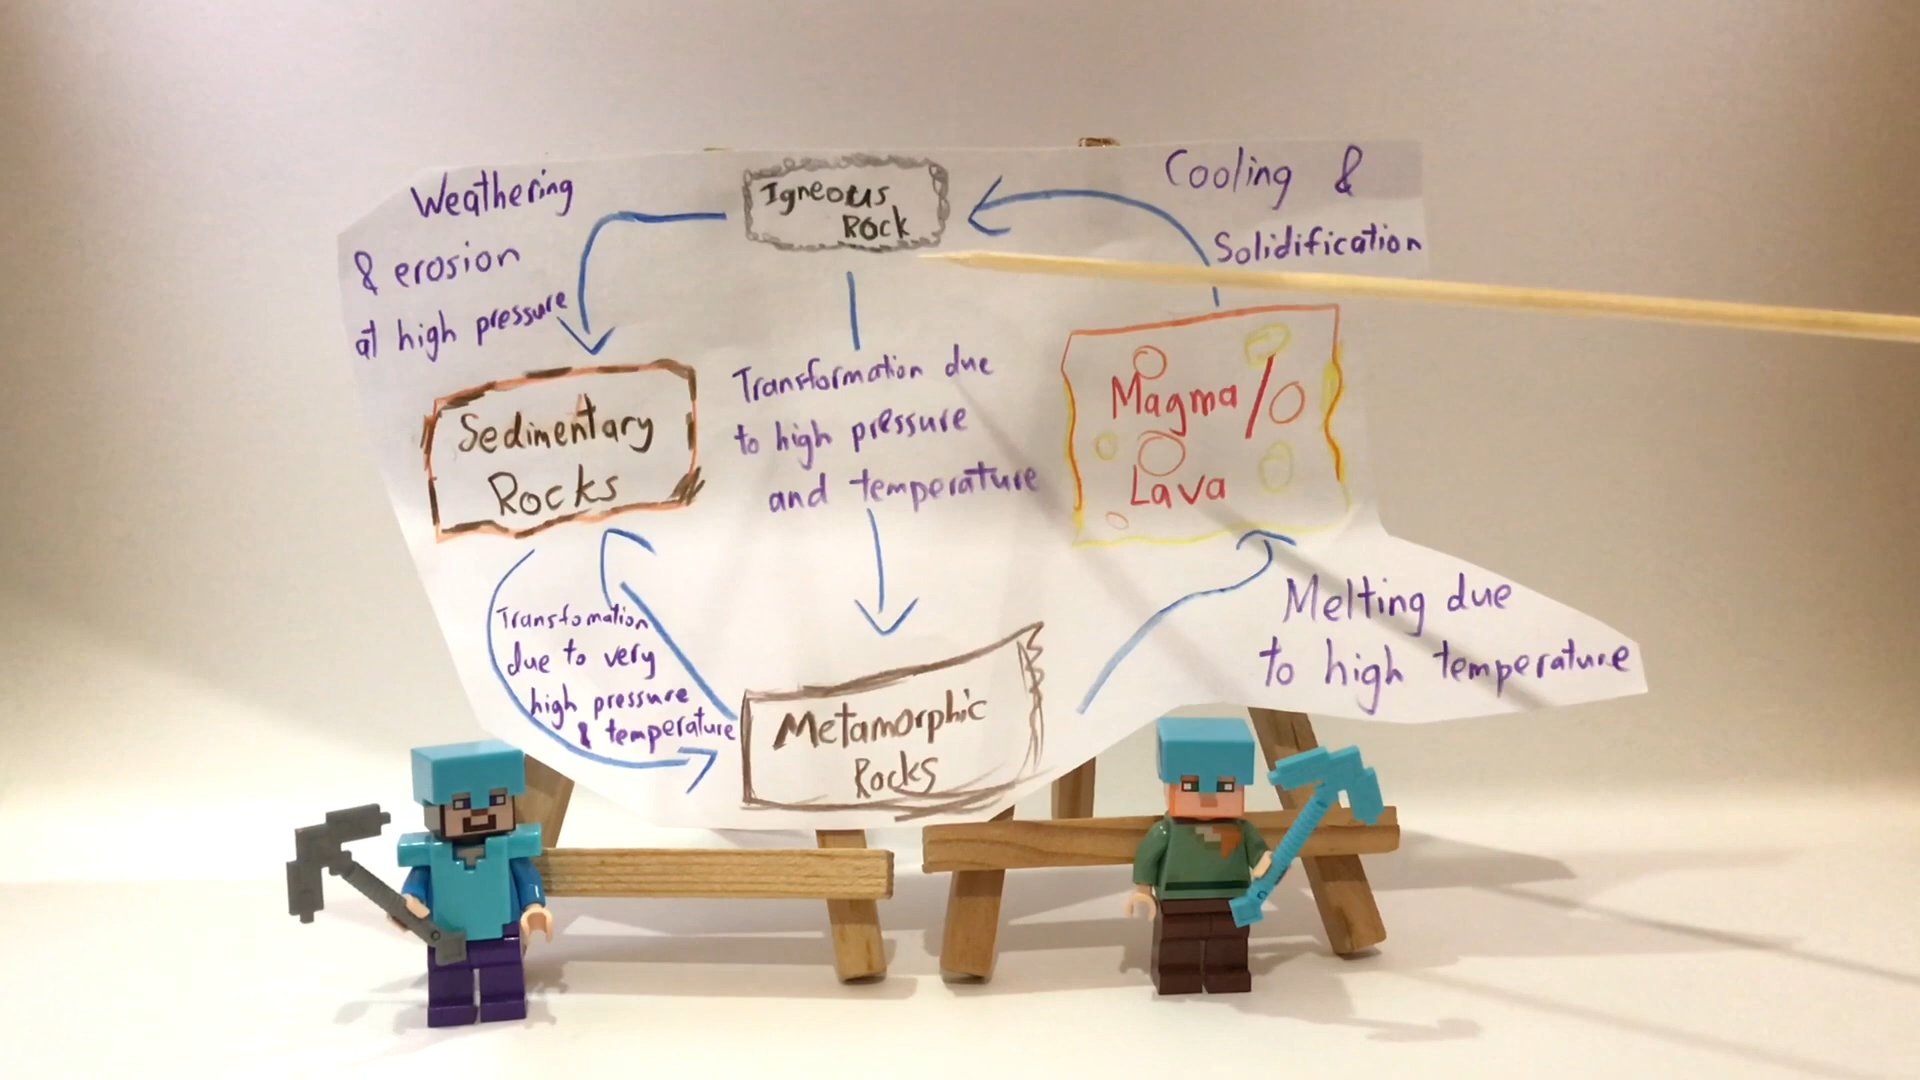 Weathering
& erosion
at high pressure
Igneous
Rock
Cooling &
Solidification
Sedimentary
Rocks
Transformation due
to high pressure
and temperature
Magma/
Lava
Transfomation
due to very
high pressure
& temperature
Metamorphic
Rocks
Melting due
to high temperature